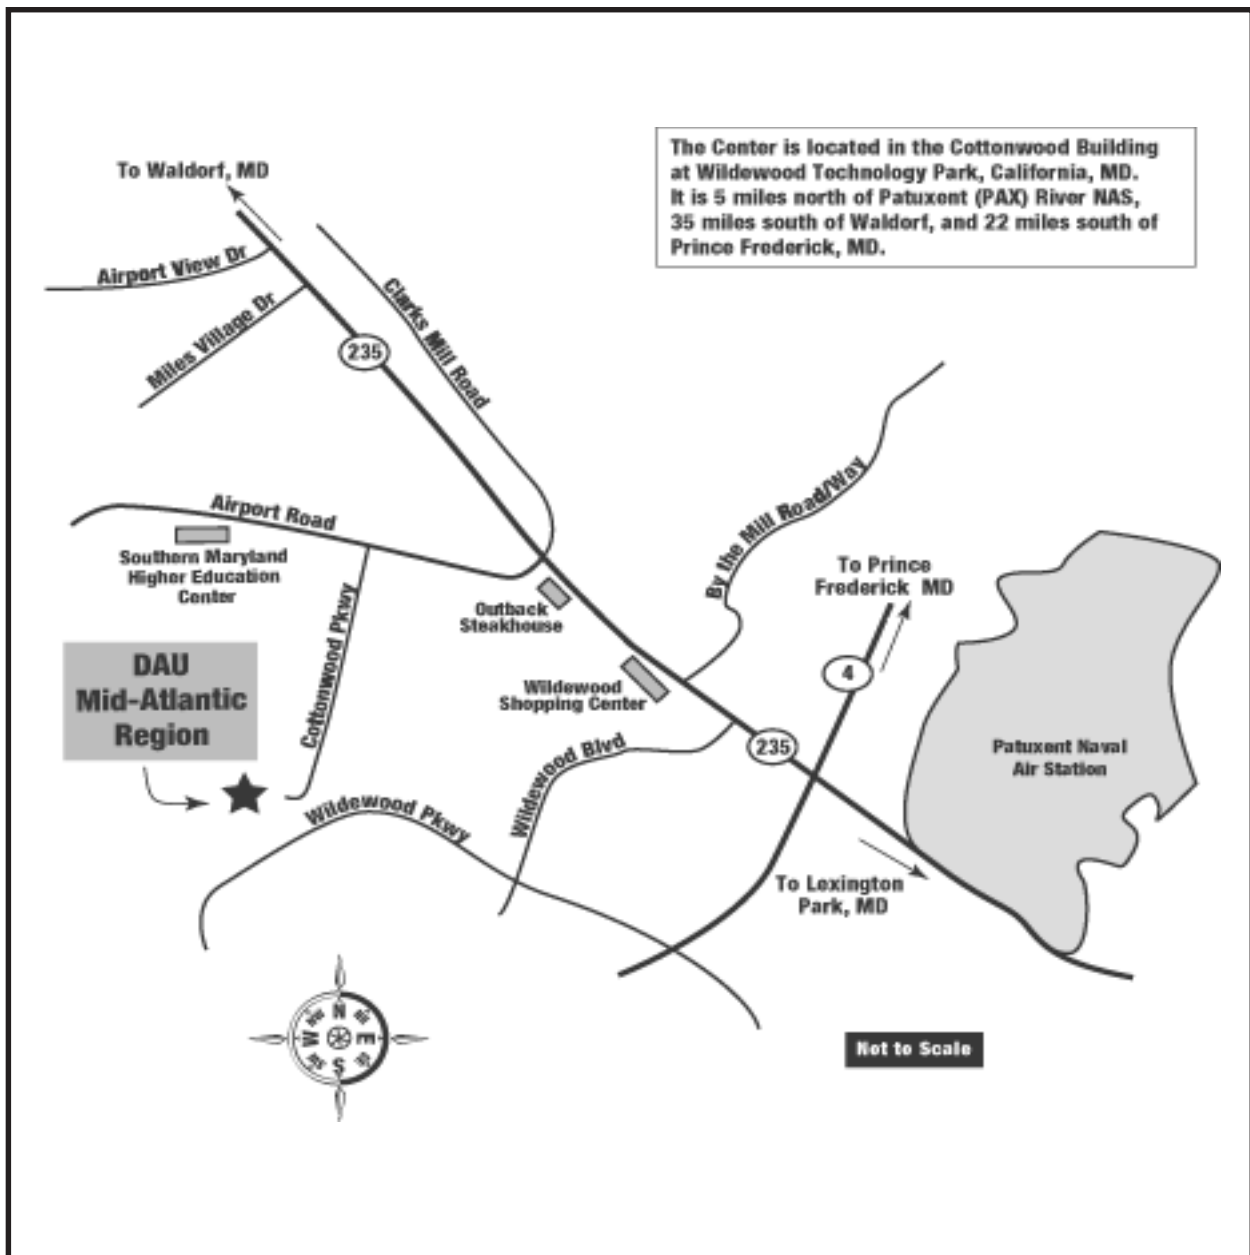 To Waldorf, MD
The Center is located in the Cottonwood Building
at Wildewood Technology Park, California, MD.
It is 5 miles north of Patuxent (PAX) River NAS,
35 miles south of Waldorf, and 22 miles south of
Prince Frederick, MD.
Airport View Dr
Miles Village Dr
Clarks Mill Road
235
Airport Road
Southern Maryland
Higher Education
Center
Cottonwood Pkwy
Outback
Steakhouse
By the Mill Road/Way
To Prince
Frederick MD
4
DAU
Mid-Atlantic
Region
Wildewood
Shopping Center
Wildewood Blvd
235
Patuxent Naval
Air Station
Wildewood Pkwy
To Lexington
Park, MD
N
NE
E
SE
S
SW
W
NW
Not to Scale